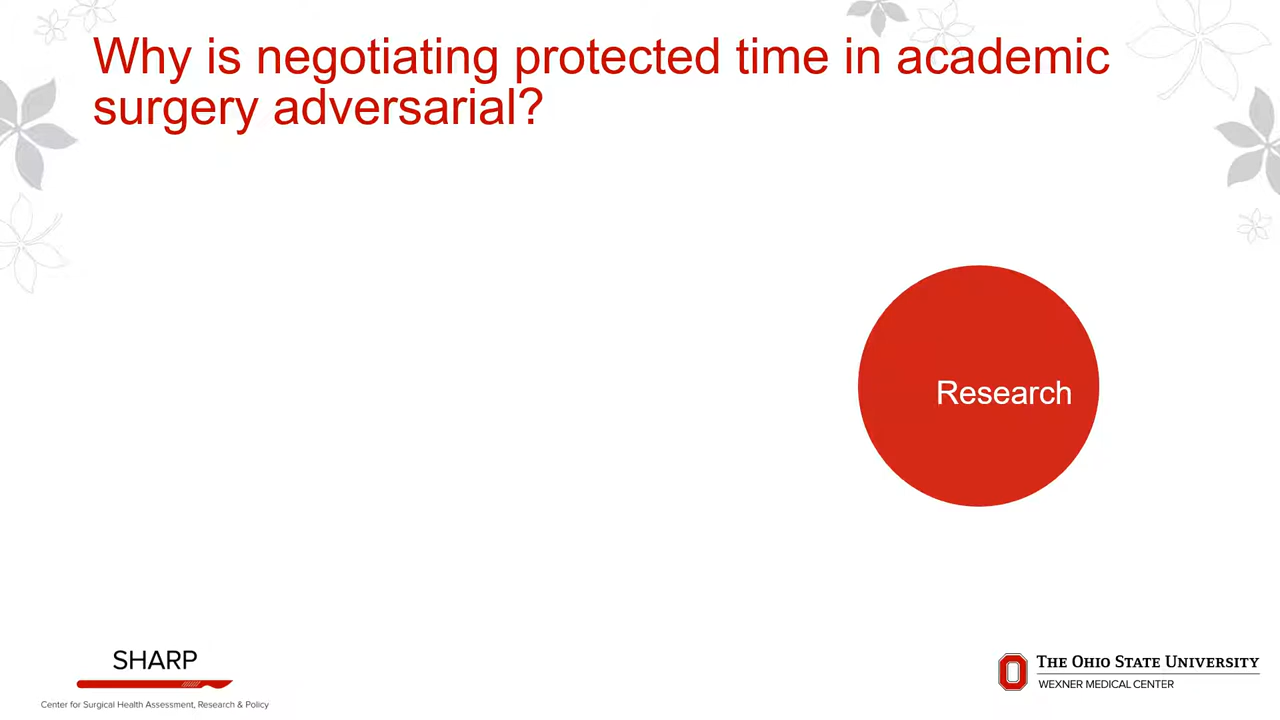 Why is negotiating protected time in academic
surgery adversarial?
Research
SHARP
Center for Surgical Health Assessment, Research & Policy
THE OHIO STATE UNIVERSITY
WEXNER MEDICAL CENTER